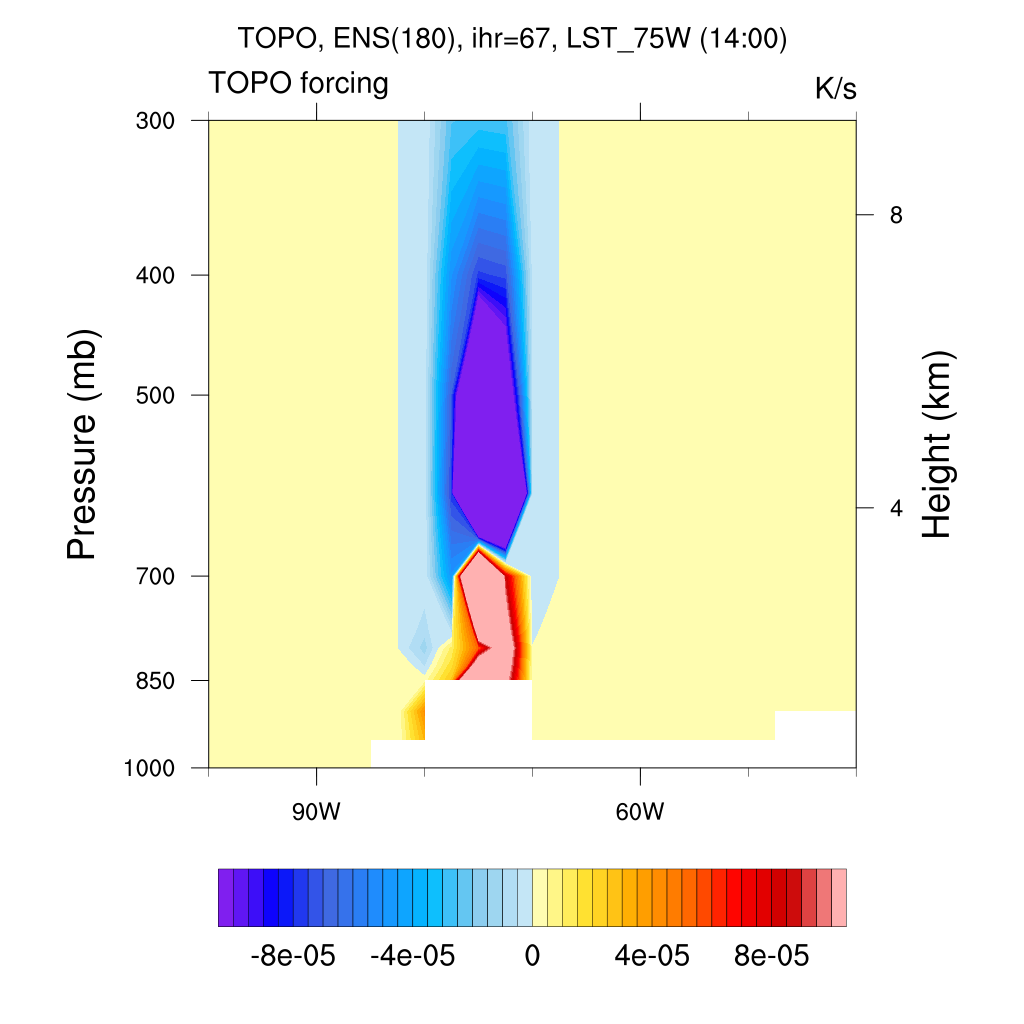 TOPO, ENS(180), ihr=67, LST_75W (14:00)
TOPO forcing
K/s
300
400
500
700
850
1000
Pressure (mb)
8
4
Height (km)
90W
60W
-8e-05
-4e-05
0
4e-05
8e-05